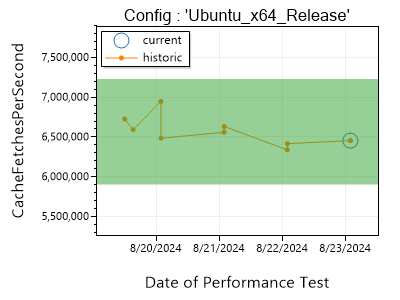 Config : 'Ubuntu_x64_Release'
current
historic
CacheFetchesPerSecond
7,500,000
7,000,000
6,500,000
6,000,000
5,500,000
8/20/2024 8/21/2024 8/22/2024 8/23/2024
Date of Performance Test